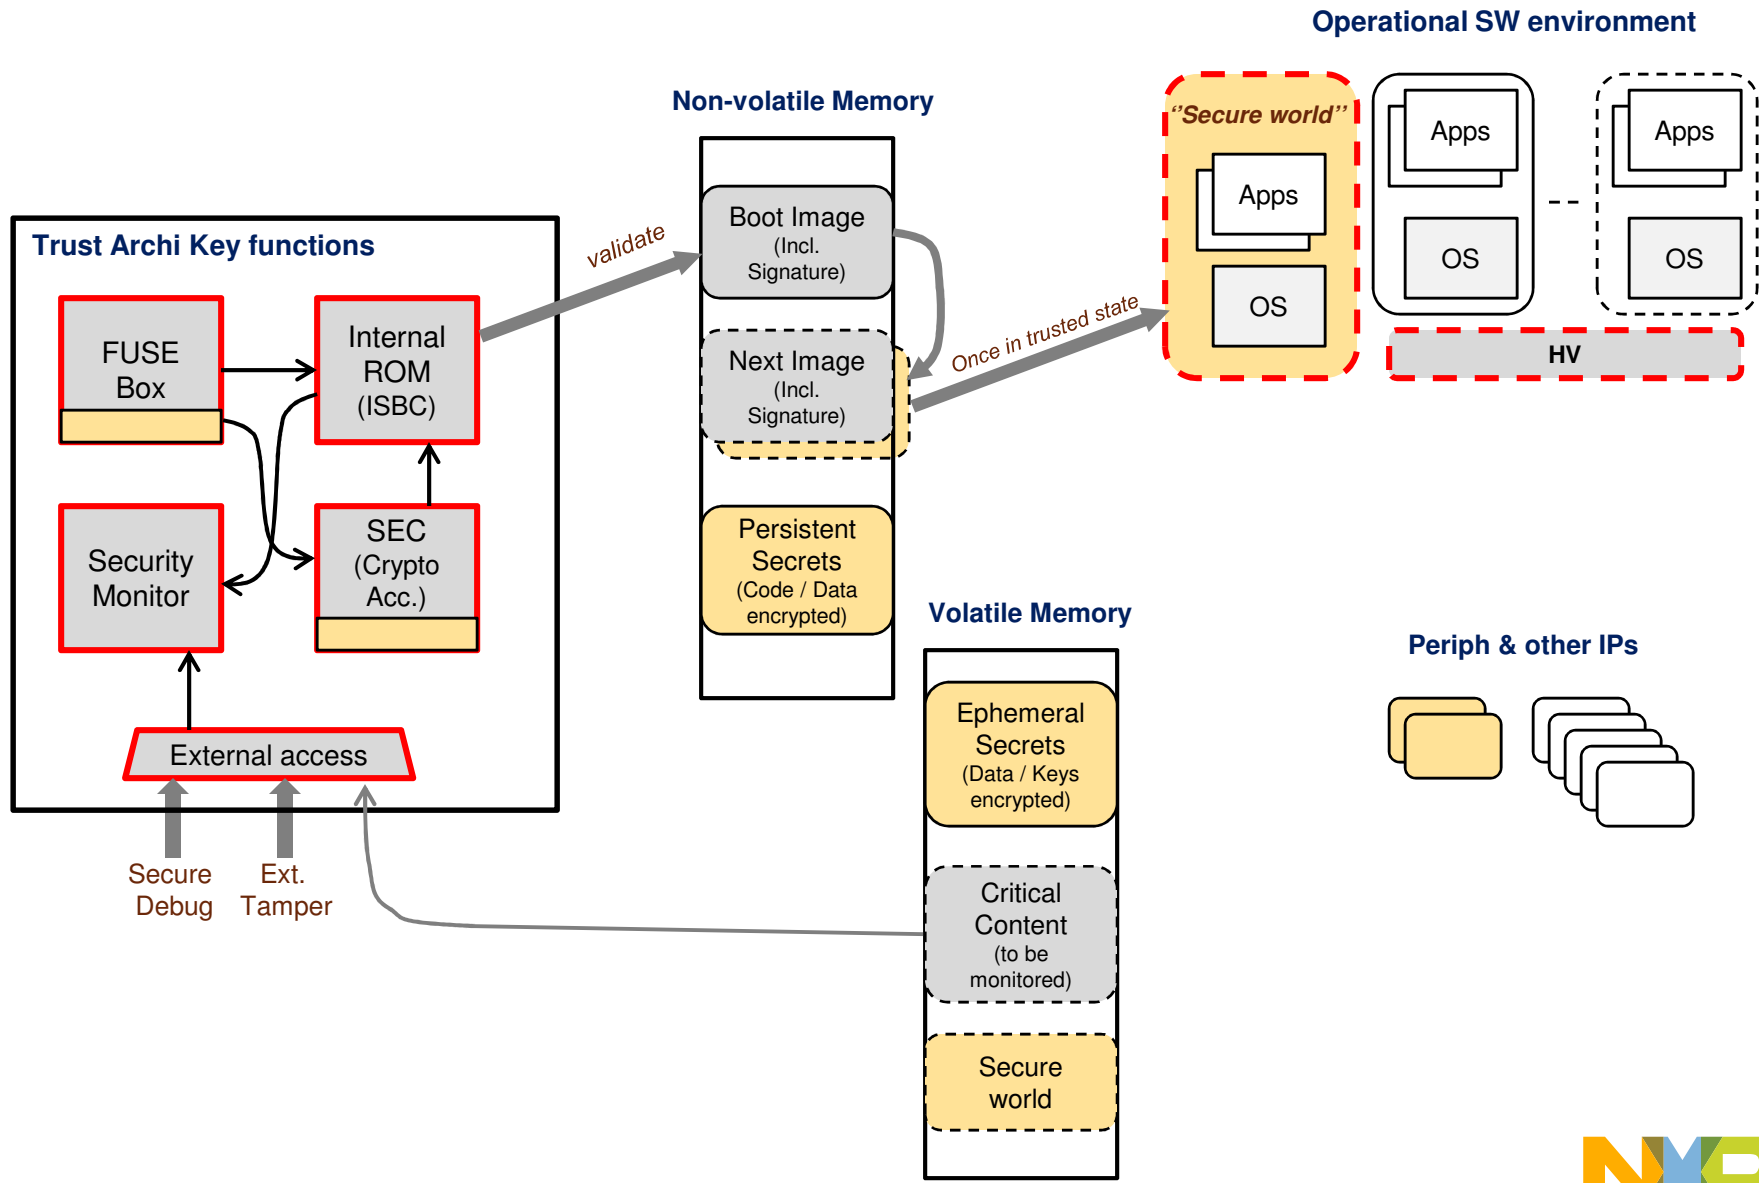 Operational SW environment
Non-volatile Memory
‘’Secure world’’
Apps
OS
Apps
OS
Apps
OS
HV
Trust Archi Key functions
FUSE
Box
Internal
ROM
(ISBC)
Security
Monitor
SEC
(Crypto
Acc.)
External access
Secure
Debug
Ext.
Tamper
validate
Boot Image
(Incl.
Signature)
Next Image
(Incl.
Signature)
Once in trusted state
Persistent
Secrets
(Code / Data
encrypted)
Volatile Memory
Ephemeral
Secrets
(Data / Keys
encrypted)
Critical
Content
(to be
monitored)
Secure
world
Periph & other IPs